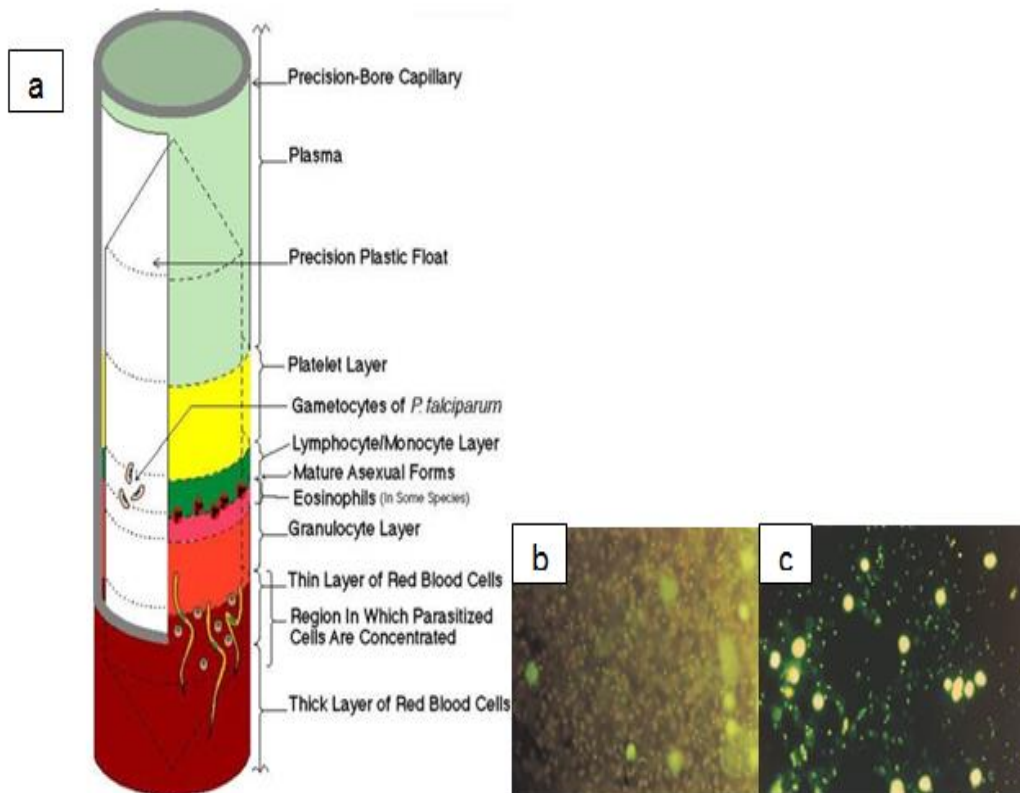 a
Precision-Bore Capillary
Plasma
Precision Plastic Float
Platelet Layer
Gametocytes of P. falciparum
Lymphocyte/Monocyte Layer
Mature Asexual Forms
Eosinophils (In Some Species)
Granulocyte Layer
Thin Layer of Red Blood Cells
Region In Which Parasitized
Cells Are Concentrated
Thick Layer of Red Blood Cells
b
c